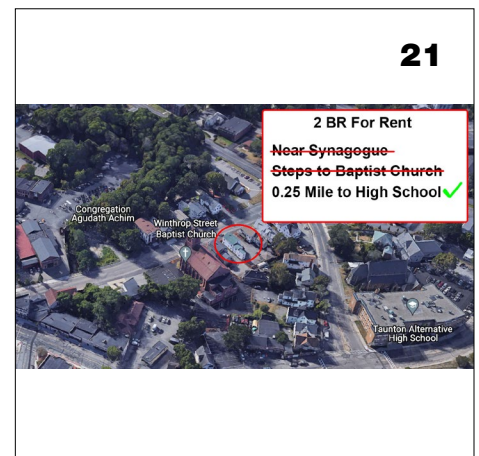 21
2 BR For Rent
Near Synagogue
Steps to Baptist Church
0.25 Mile to High School
Congregation
Agudath Achim
Winthrop Street
Baptist Church
Taunton Alternative
High School